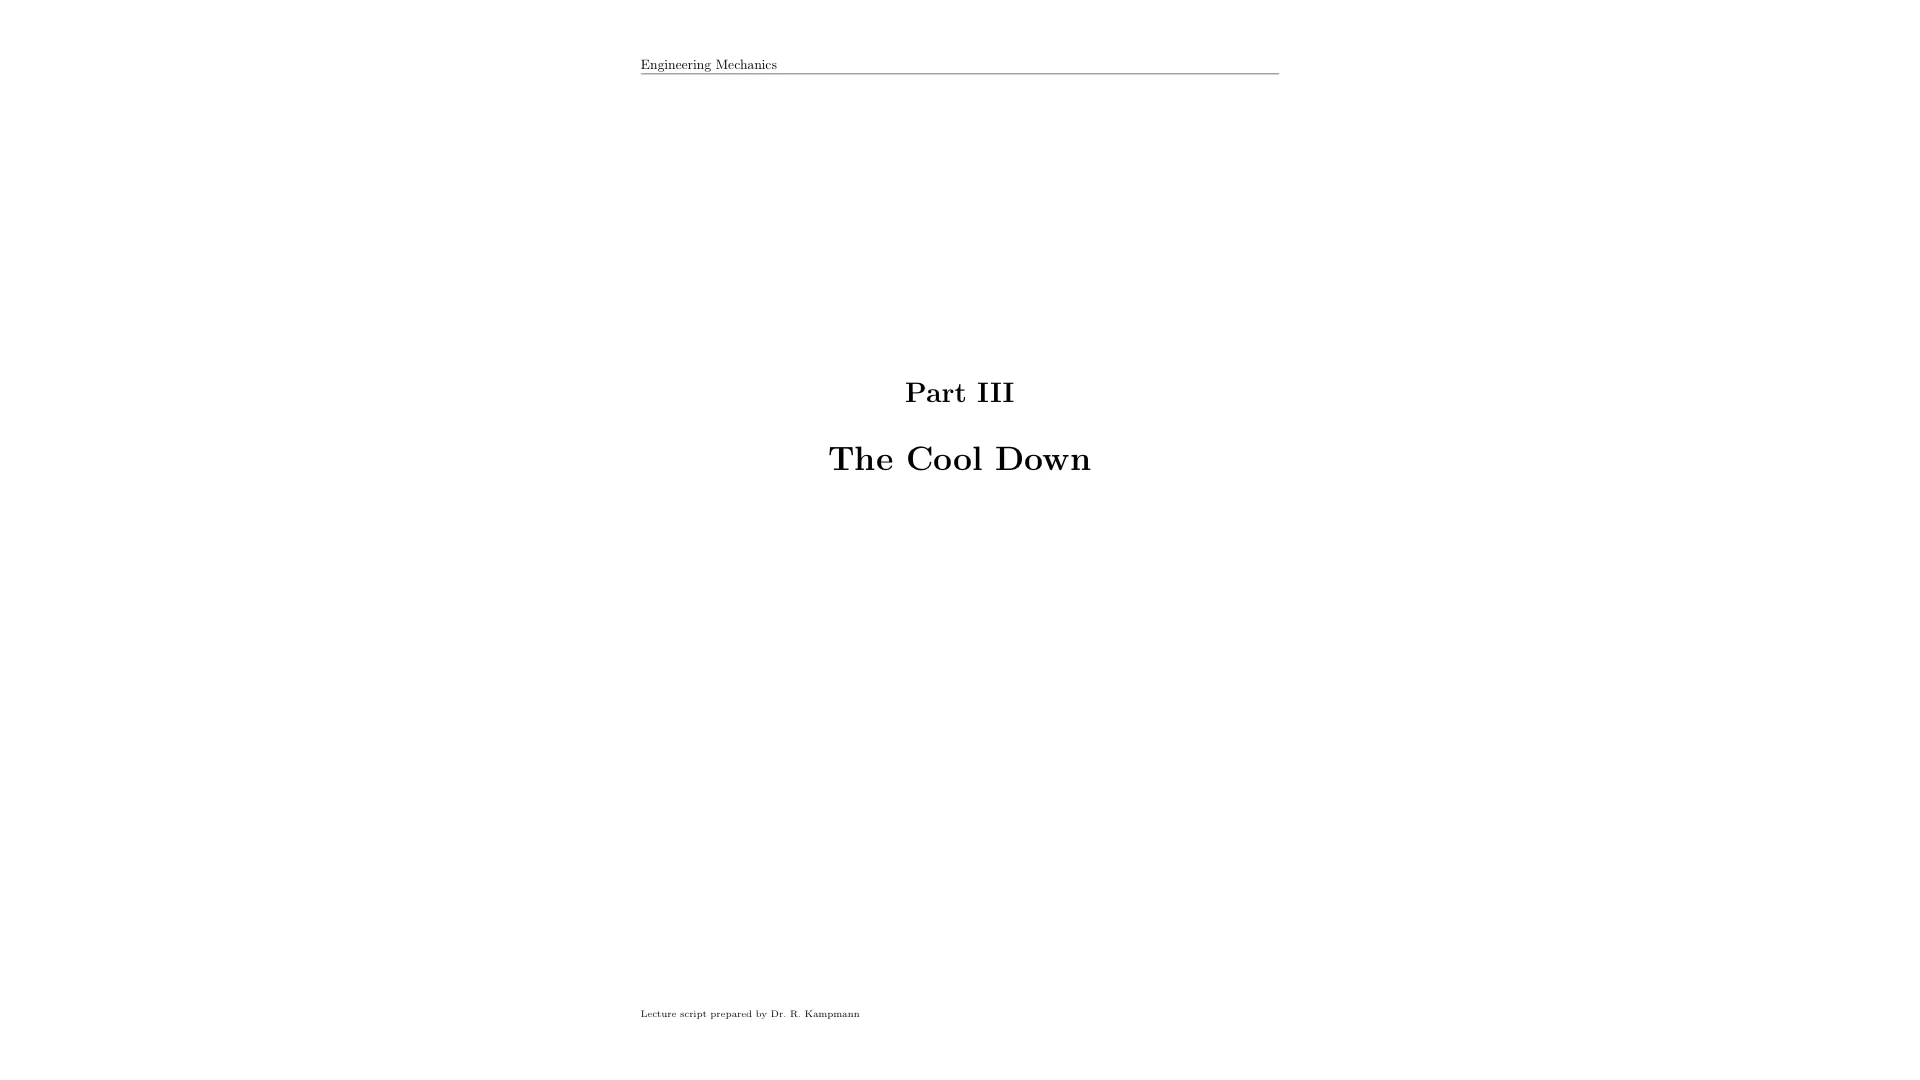 Engineering Mechanics
Part III
The Cool Down
Lecture script prepared by Dr. R. Kampmann